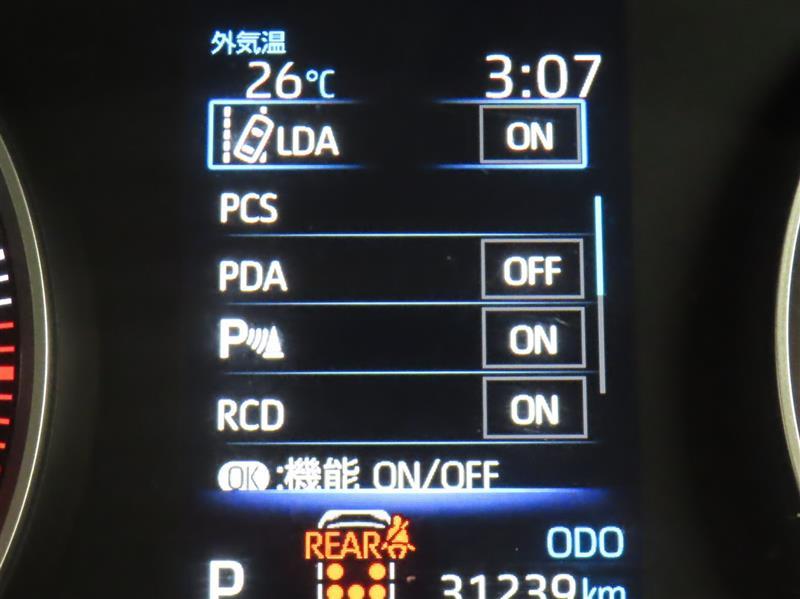 外気温
26℃ 3:07
LDA ON
PCS
PDA OFF
P ON
RCD ON
OK :機能 ON/OFF
REAR ODO
P 31239km